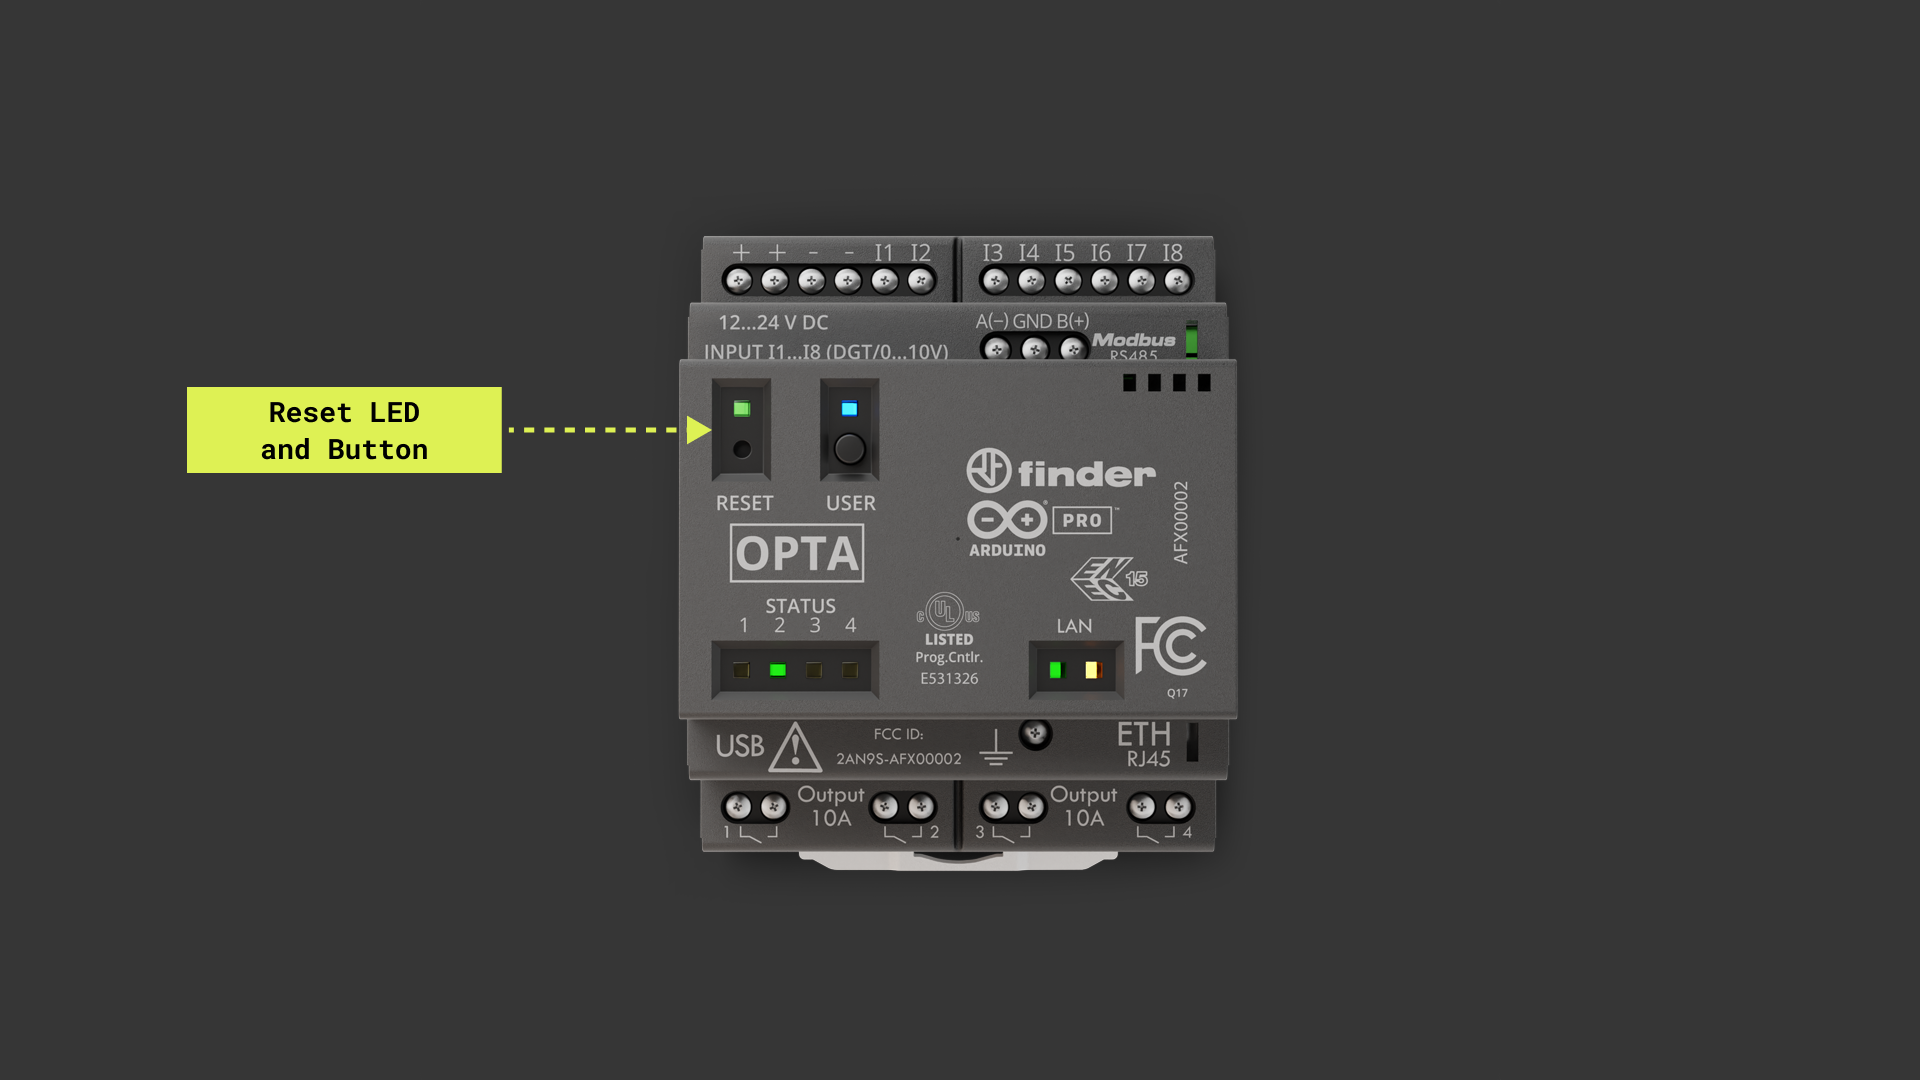 + + - - I1 I2 I3 I4 I5 I6 I7 I8
12...24 V DC
A(−) GND B(+)
Modbus
RS485
INPUT I1...I8 (DGT/0...10V)
Reset LED
and Button
RESET USER
finder
PRO
™
ARDUINO
®
AFX00002
OPTA
EN
EC
15
STATUS
1 2 3 4
C UL US
LISTED
Prog.Cntlr.
E531326
LAN
FC
Q17
USB
FCC ID:
2AN9S-AFX00002
ETH
RJ45
Output
10A
1 2
Output
10A
3 4